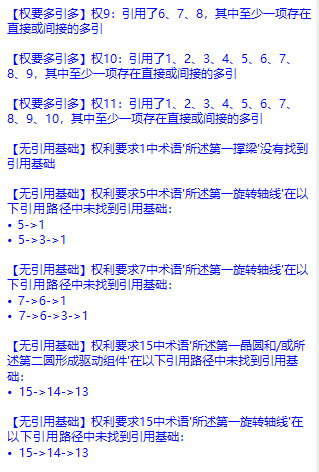 【权要多引多】权9：引用了6、7、8，其中至少一项存在
直接或间接的多引
【权要多引多】权10：引用了1、2、3、4、5、6、7、
8、9，其中至少一项存在直接或间接的多引
【权要多引多】权11：引用了1、2、3、4、5、6、7、
8、9、10，其中至少一项存在直接或间接的多引
【无引用基础】权利要求1中术语'所述第一撑梁'没有找到
引用基础
【无引用基础】权利要求5中术语'所述第一旋转轴线'在以
下引用路径中未找到引用基础：
• 5->1
• 5->3->1
【无引用基础】权利要求7中术语'所述第一旋转轴线'在以
下引用路径中未找到引用基础：
• 7->6->1
• 7->6->3->1
【无引用基础】权利要求15中术语'所述第一晶圆和/或所
述第二圆形成驱动组件'在以下引用路径中未找到引用基
础：
• 15->14->13
【无引用基础】权利要求15中术语'所述第一旋转轴线'在
以下引用路径中未找到引用基础：
• 15->14->13